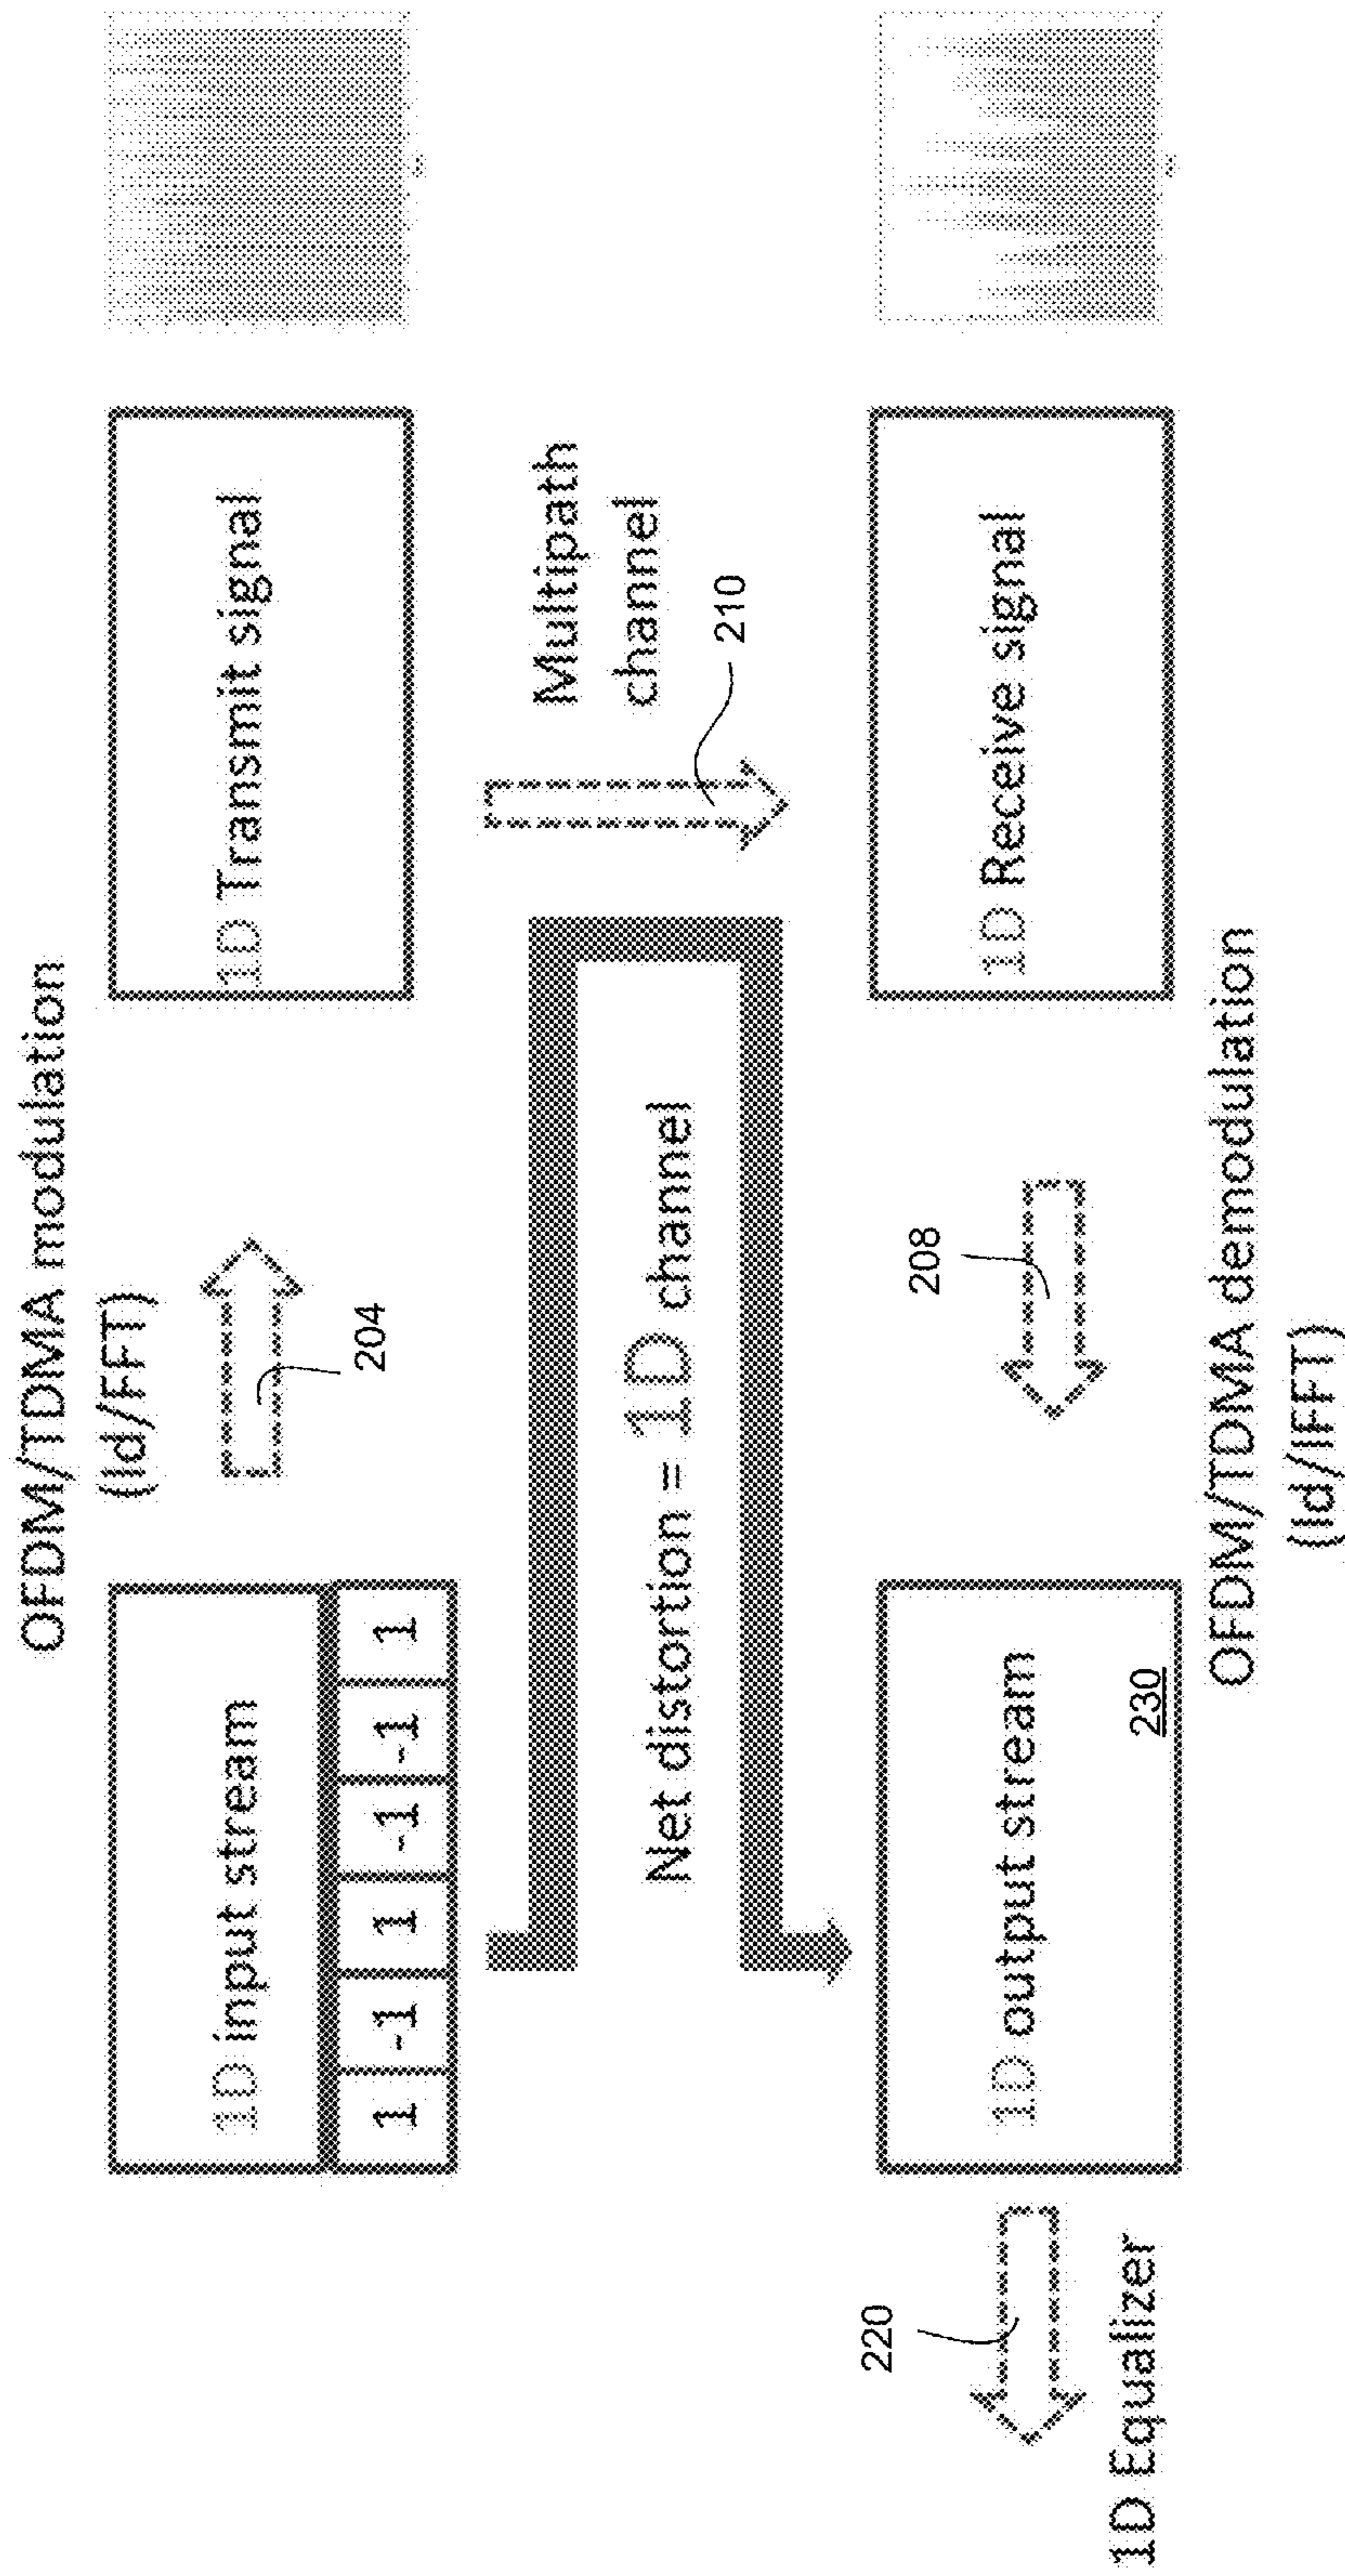 OFDM/TDMA modulation
(Id/FFT)
204
1D input stream
1 -1 1 -1 -1 1
1D Transmit signal
Multipath
channel
210
Net distortion = 1D channel
1D Receive signal
208
OFDM/TDMA demodulation
(Id/IFFT)
1D output stream
230
220
1D Equalizer